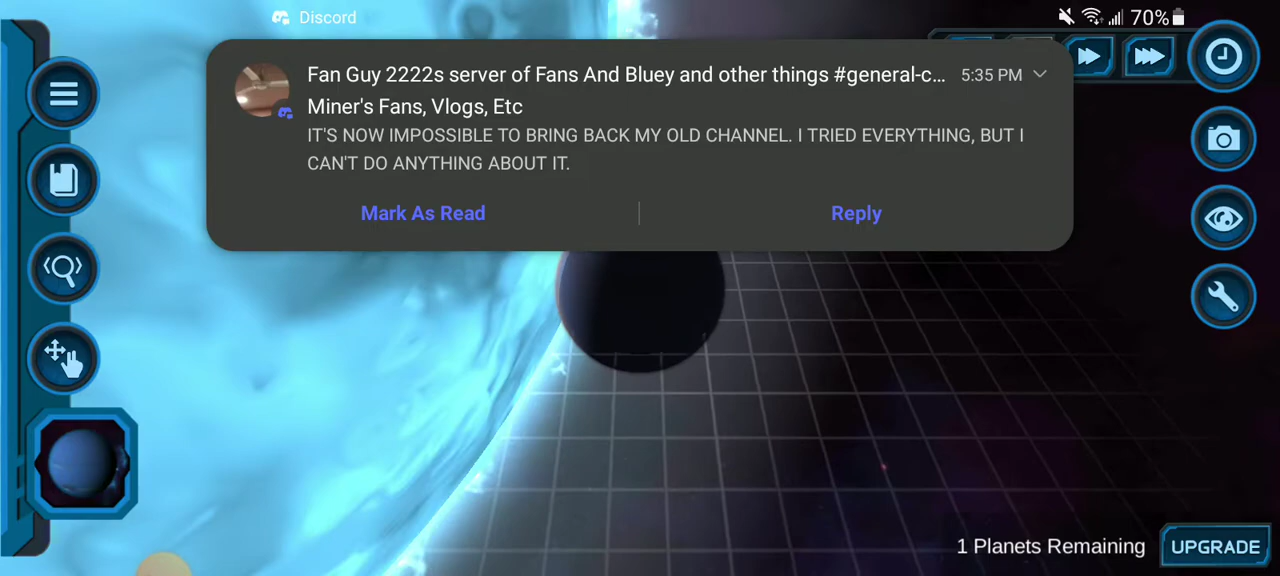 Discord
70%
Fan Guy 2222s server of Fans And Bluey and other things #general-c... 5:35 PM
Miner's Fans, Vlogs, Etc
IT'S NOW IMPOSSIBLE TO BRING BACK MY OLD CHANNEL. I TRIED EVERYTHING, BUT I
CAN'T DO ANYTHING ABOUT IT.
Mark As Read
Reply
1 Planets Remaining
UPGRADE